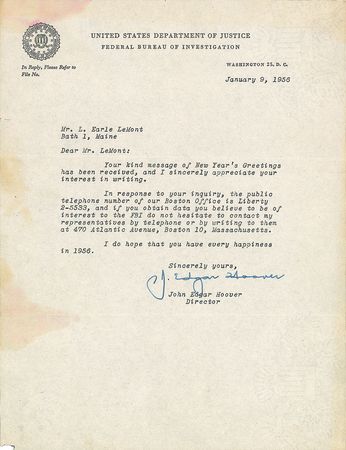 UNITED STATES DEPARTMENT OF JUSTICE
FEDERAL BUREAU OF INVESTIGATION
In Reply, Please Refer to
File No.
WASHINGTON 25, D. C.
January 9, 1956
Mr. L. Earle LeMont
Bath 1, Maine
Dear Mr. LeMont:
Your kind message of New Year's Greetings
has been received, and I sincerely appreciate your
interest in writing.
In response to your inquiry, the public
telephone number of our Boston Office is Liberty
2-5533, and if you obtain data you believe to be of
interest to the FBI do not hesitate to contact my
representatives by telephone or by writing to them
at 470 Atlantic Avenue, Boston 10, Massachusetts.
I do hope that you have every happiness
in 1956.
Sincerely yours,
J. Edgar Hoover
John Edgar Hoover
Director